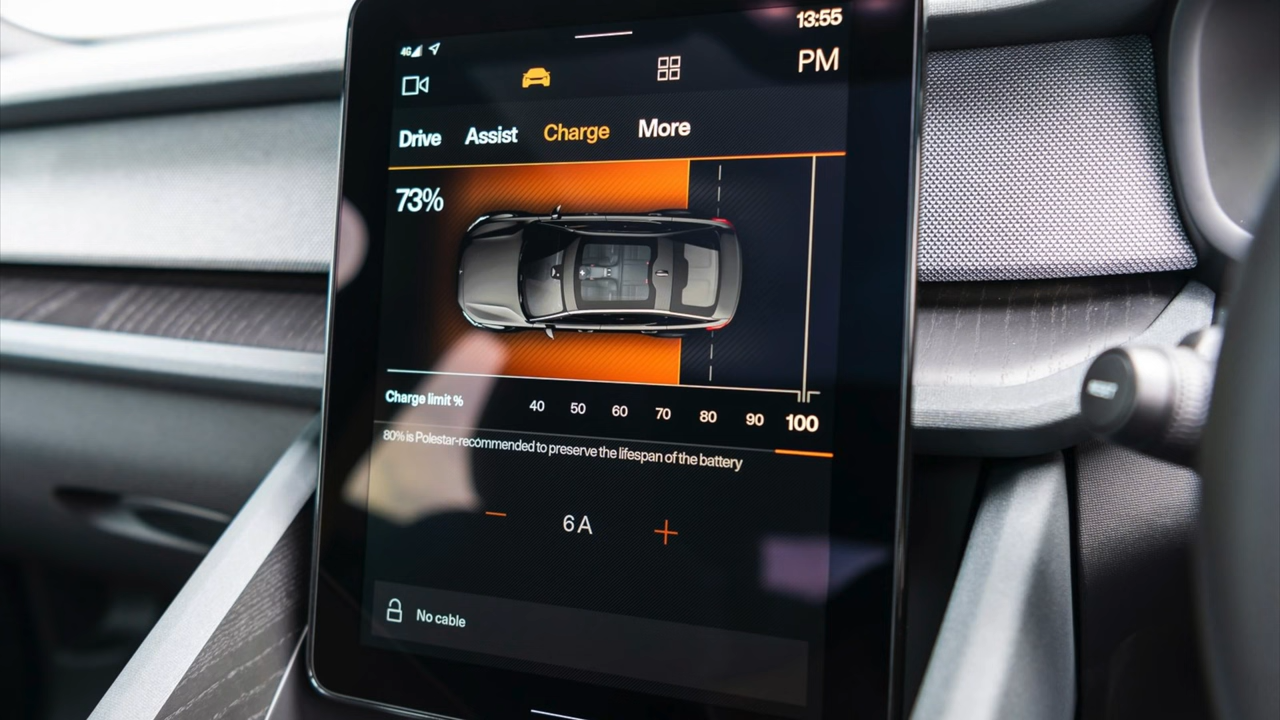 13:55
4G
PM
Drive Assist Charge More
73%
Charge limit % 40 50 60 70 80 90 100
80% is Polestar-recommended to preserve the lifespan of the battery
− 6A +
No cable